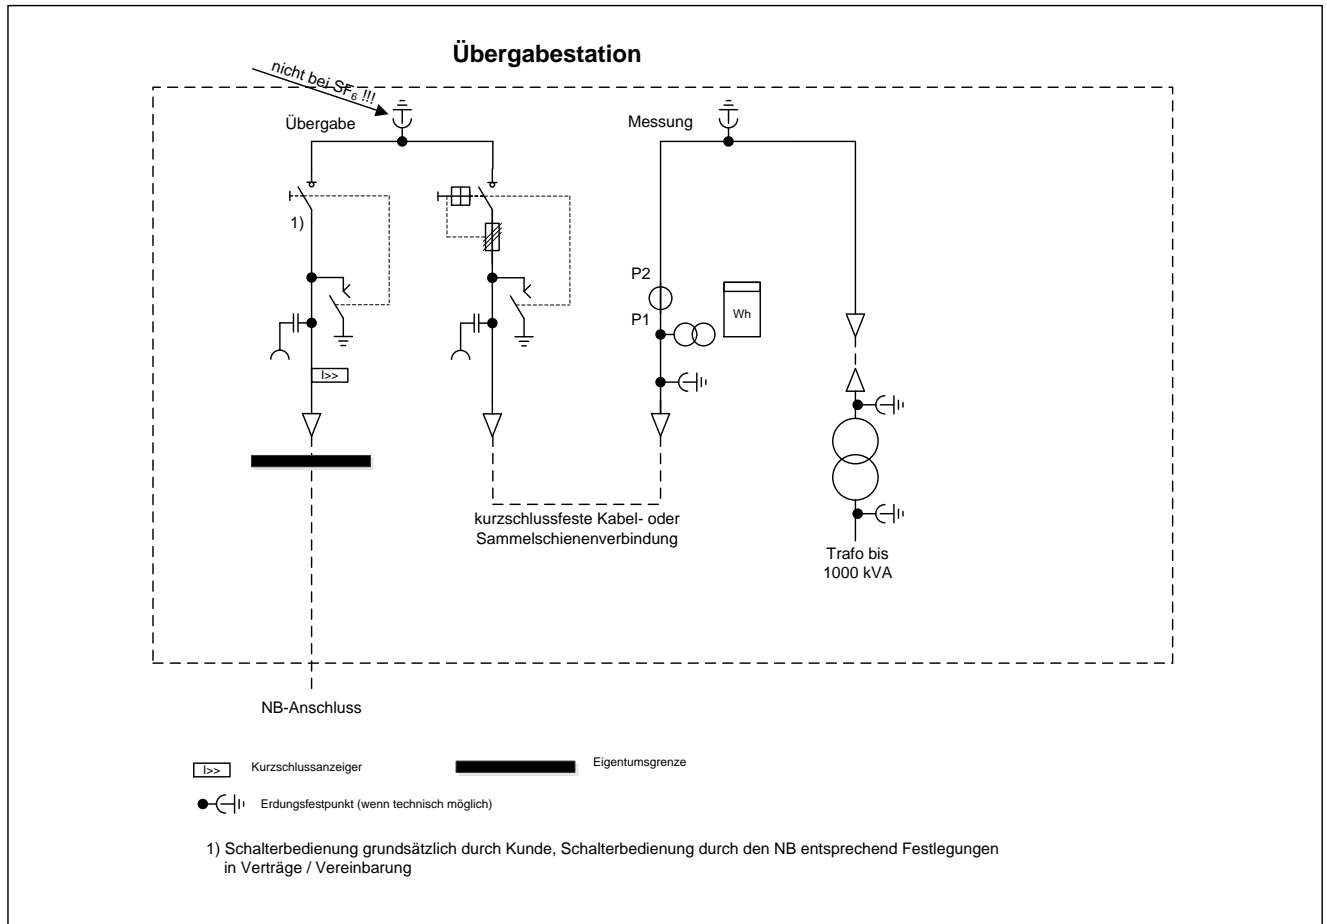 Übergabestation
nicht bei SF₆ !!!
Übergabe
Messung
1)
P2
P1
Wh
I>>
kurzschlussfeste Kabel- oder
Sammelschienenverbindung
Trafo bis
1000 kVA
NB-Anschluss
I>> Kurzschlussanzeiger
Eigentumsgrenze
Erdungsfestpunkt (wenn technisch möglich)
1) Schalterbedienung grundsätzlich durch Kunde, Schalterbedienung durch den NB entsprechend Festlegungen
in Verträge / Vereinbarung